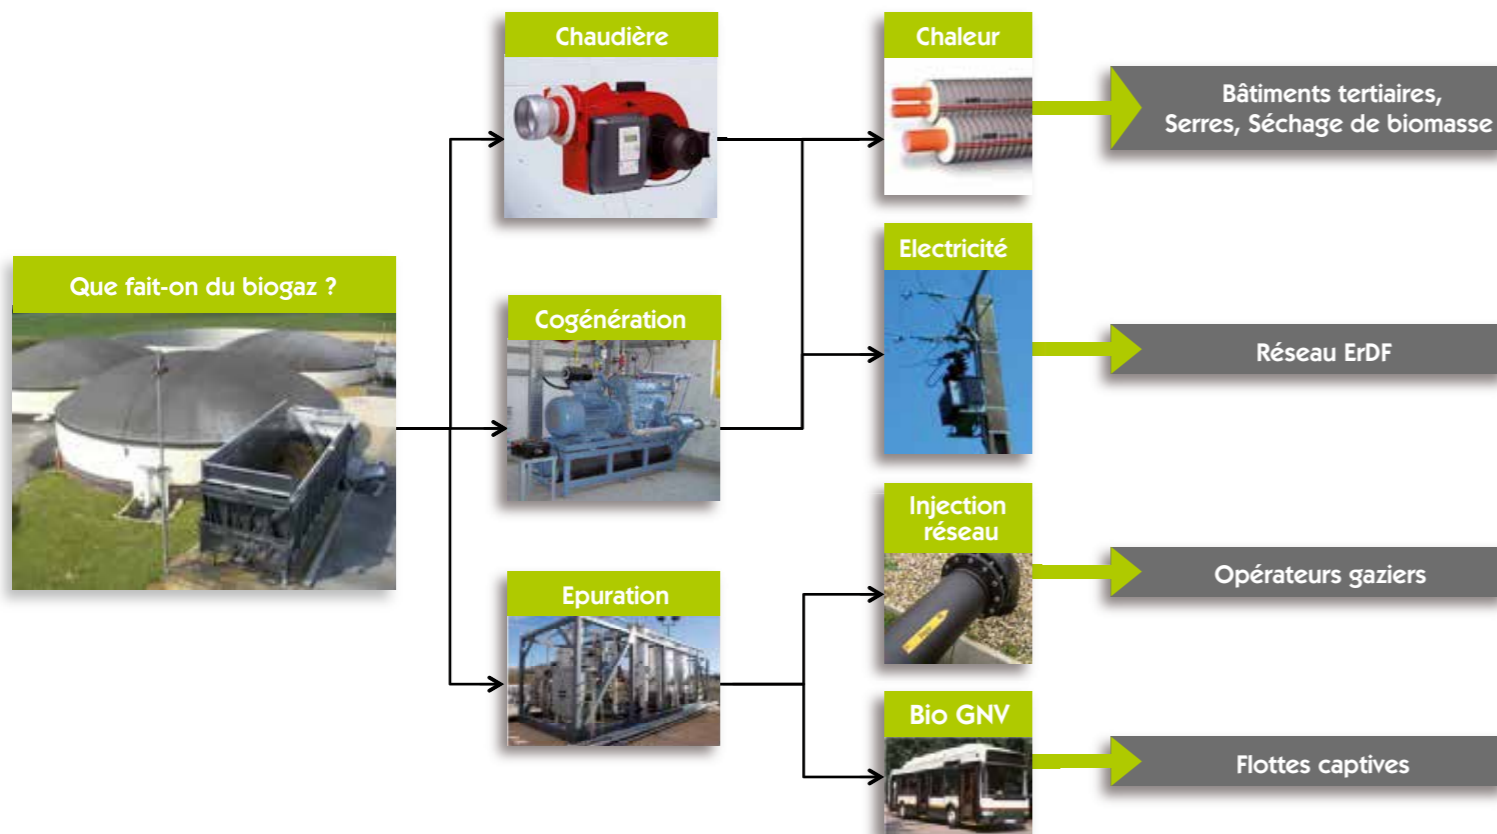 Que fait-on du biogaz ?
Chaudière
Cogénération
Epuration
Chaleur
Electricité
Injection
réseau
Bio GNV
Bâtiments tertiaires,
Serres, Séchage de biomasse
Réseau ErDF
Opérateurs gaziers
Flottes captives